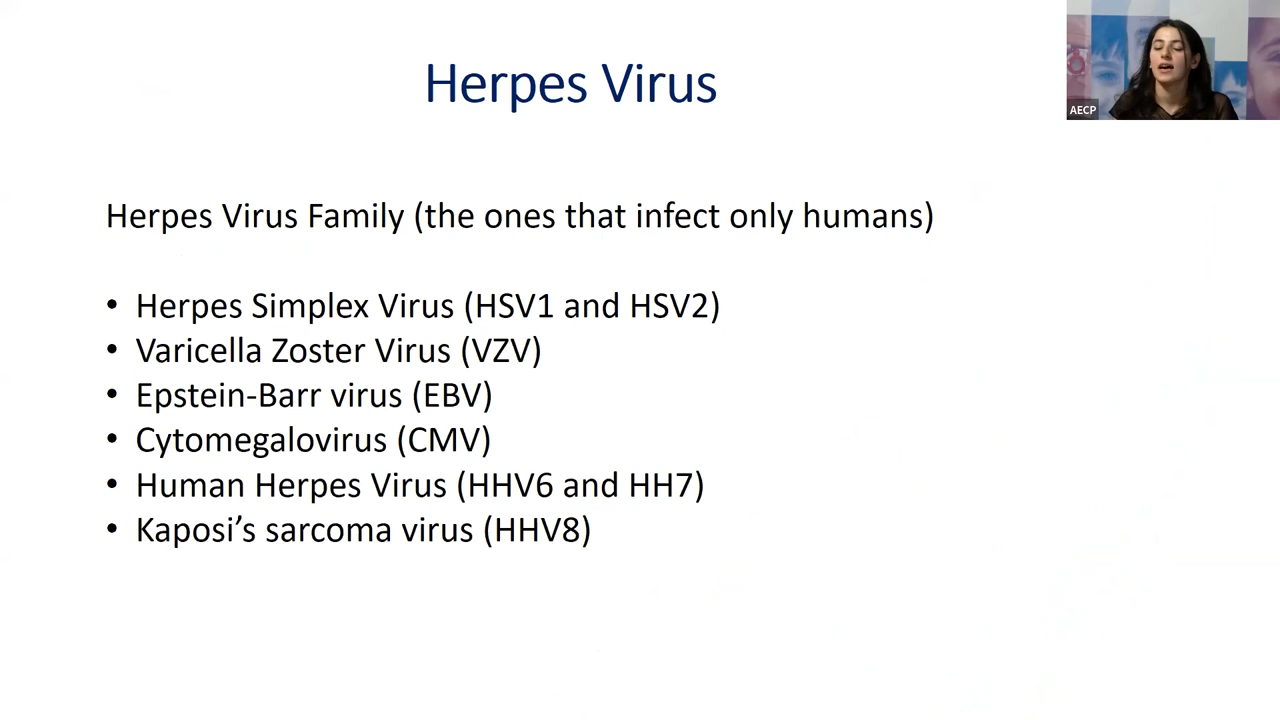 Herpes Virus
AECP
Herpes Virus Family (the ones that infect only humans)
• Herpes Simplex Virus (HSV1 and HSV2)
• Varicella Zoster Virus (VZV)
• Epstein-Barr virus (EBV)
• Cytomegalovirus (CMV)
• Human Herpes Virus (HHV6 and HH7)
• Kaposi’s sarcoma virus (HHV8)